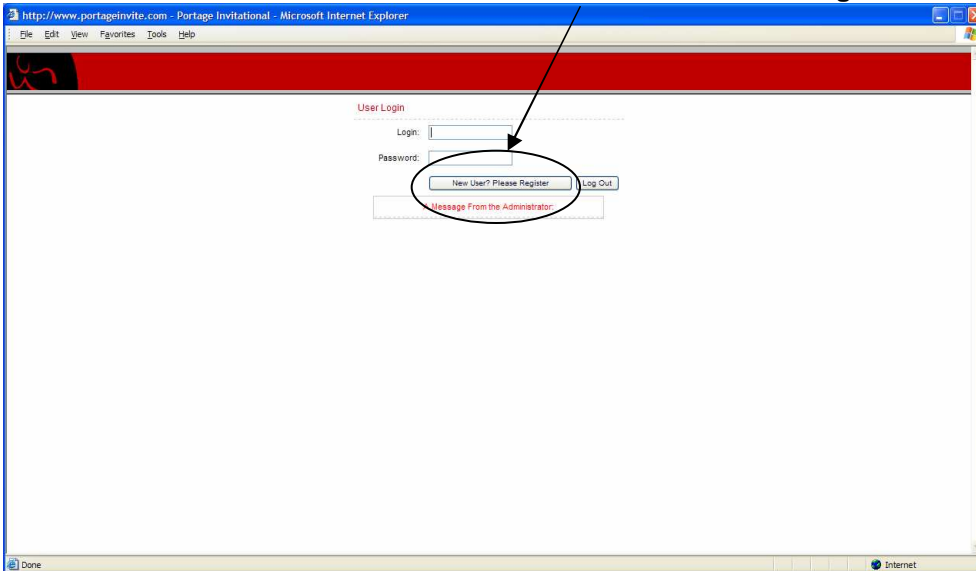 http://www.portageinvite.com - Portage Invitational - Microsoft Internet Explorer
File Edit View Favorites Tools Help
User Login
Login:
Password:
New User? Please Register Log Out
A Message From the Administrator:
Done Internet